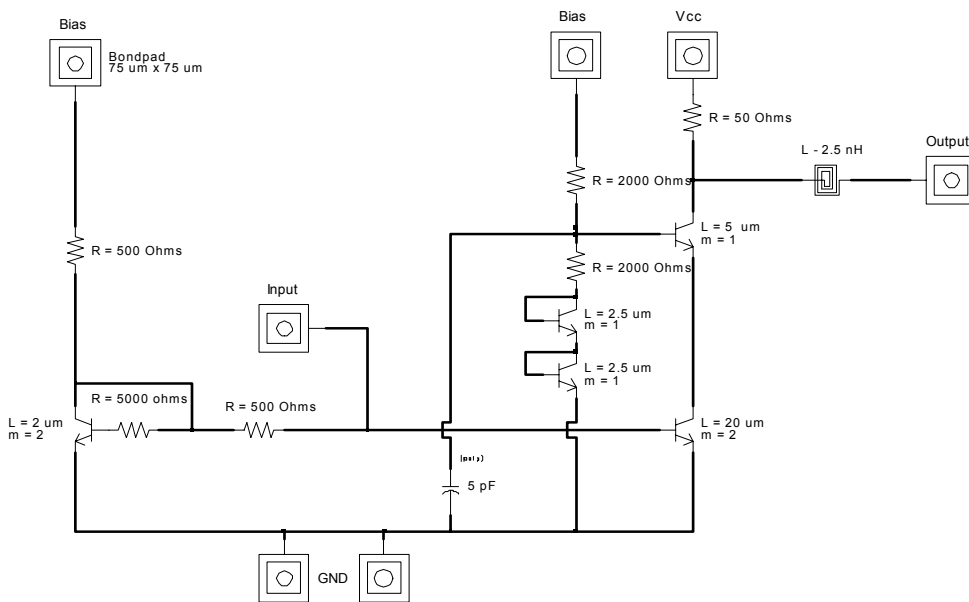 Bias
Bias
Vcc
Bondpad
75 um x 75 um
R = 50 Ohms
L - 2.5 nH
Output
R = 2000 Ohms
L = 5 um
m = 1
R = 500 Ohms
R = 2000 Ohms
Input
L = 2.5 um
m = 1
L = 2.5 um
m = 1
R = 5000 ohms
R = 500 Ohms
L = 2 um
m = 2
L = 20 um
m = 2
(poly)
5 pF
GND